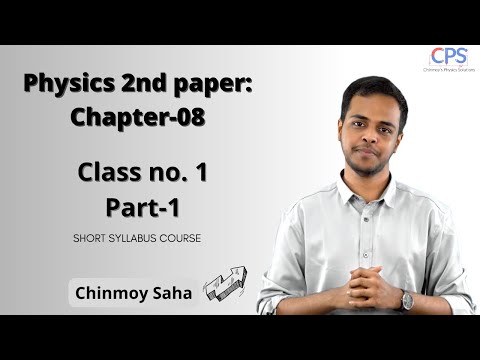 CPS
Chinmoy's Physics Solutions
Physics 2nd paper:
Chapter-08
Class no. 1
Part-1
SHORT SYLLABUS COURSE
Chinmoy Saha